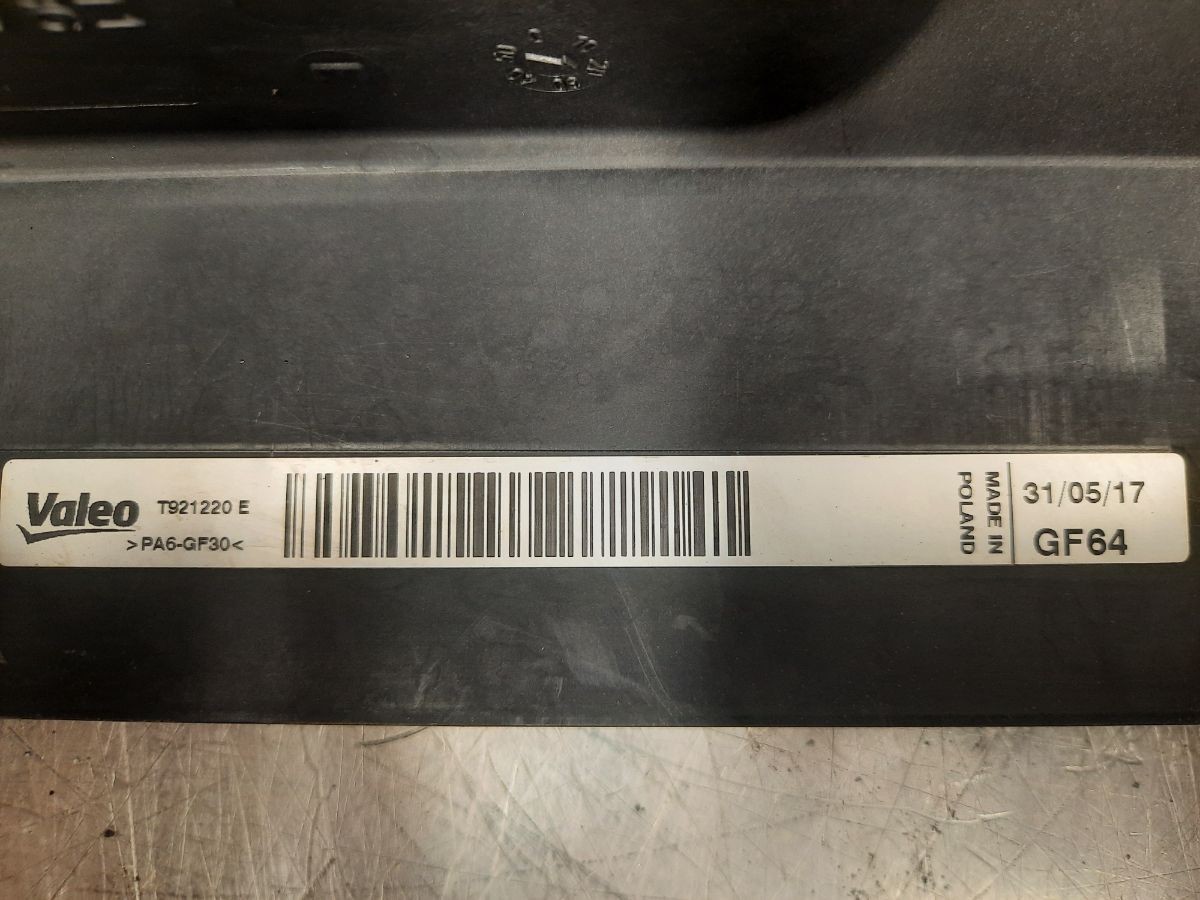 Valeo T921220 E
>PA6-GF30<
MADE IN
POLAND
31/05/17
GF64